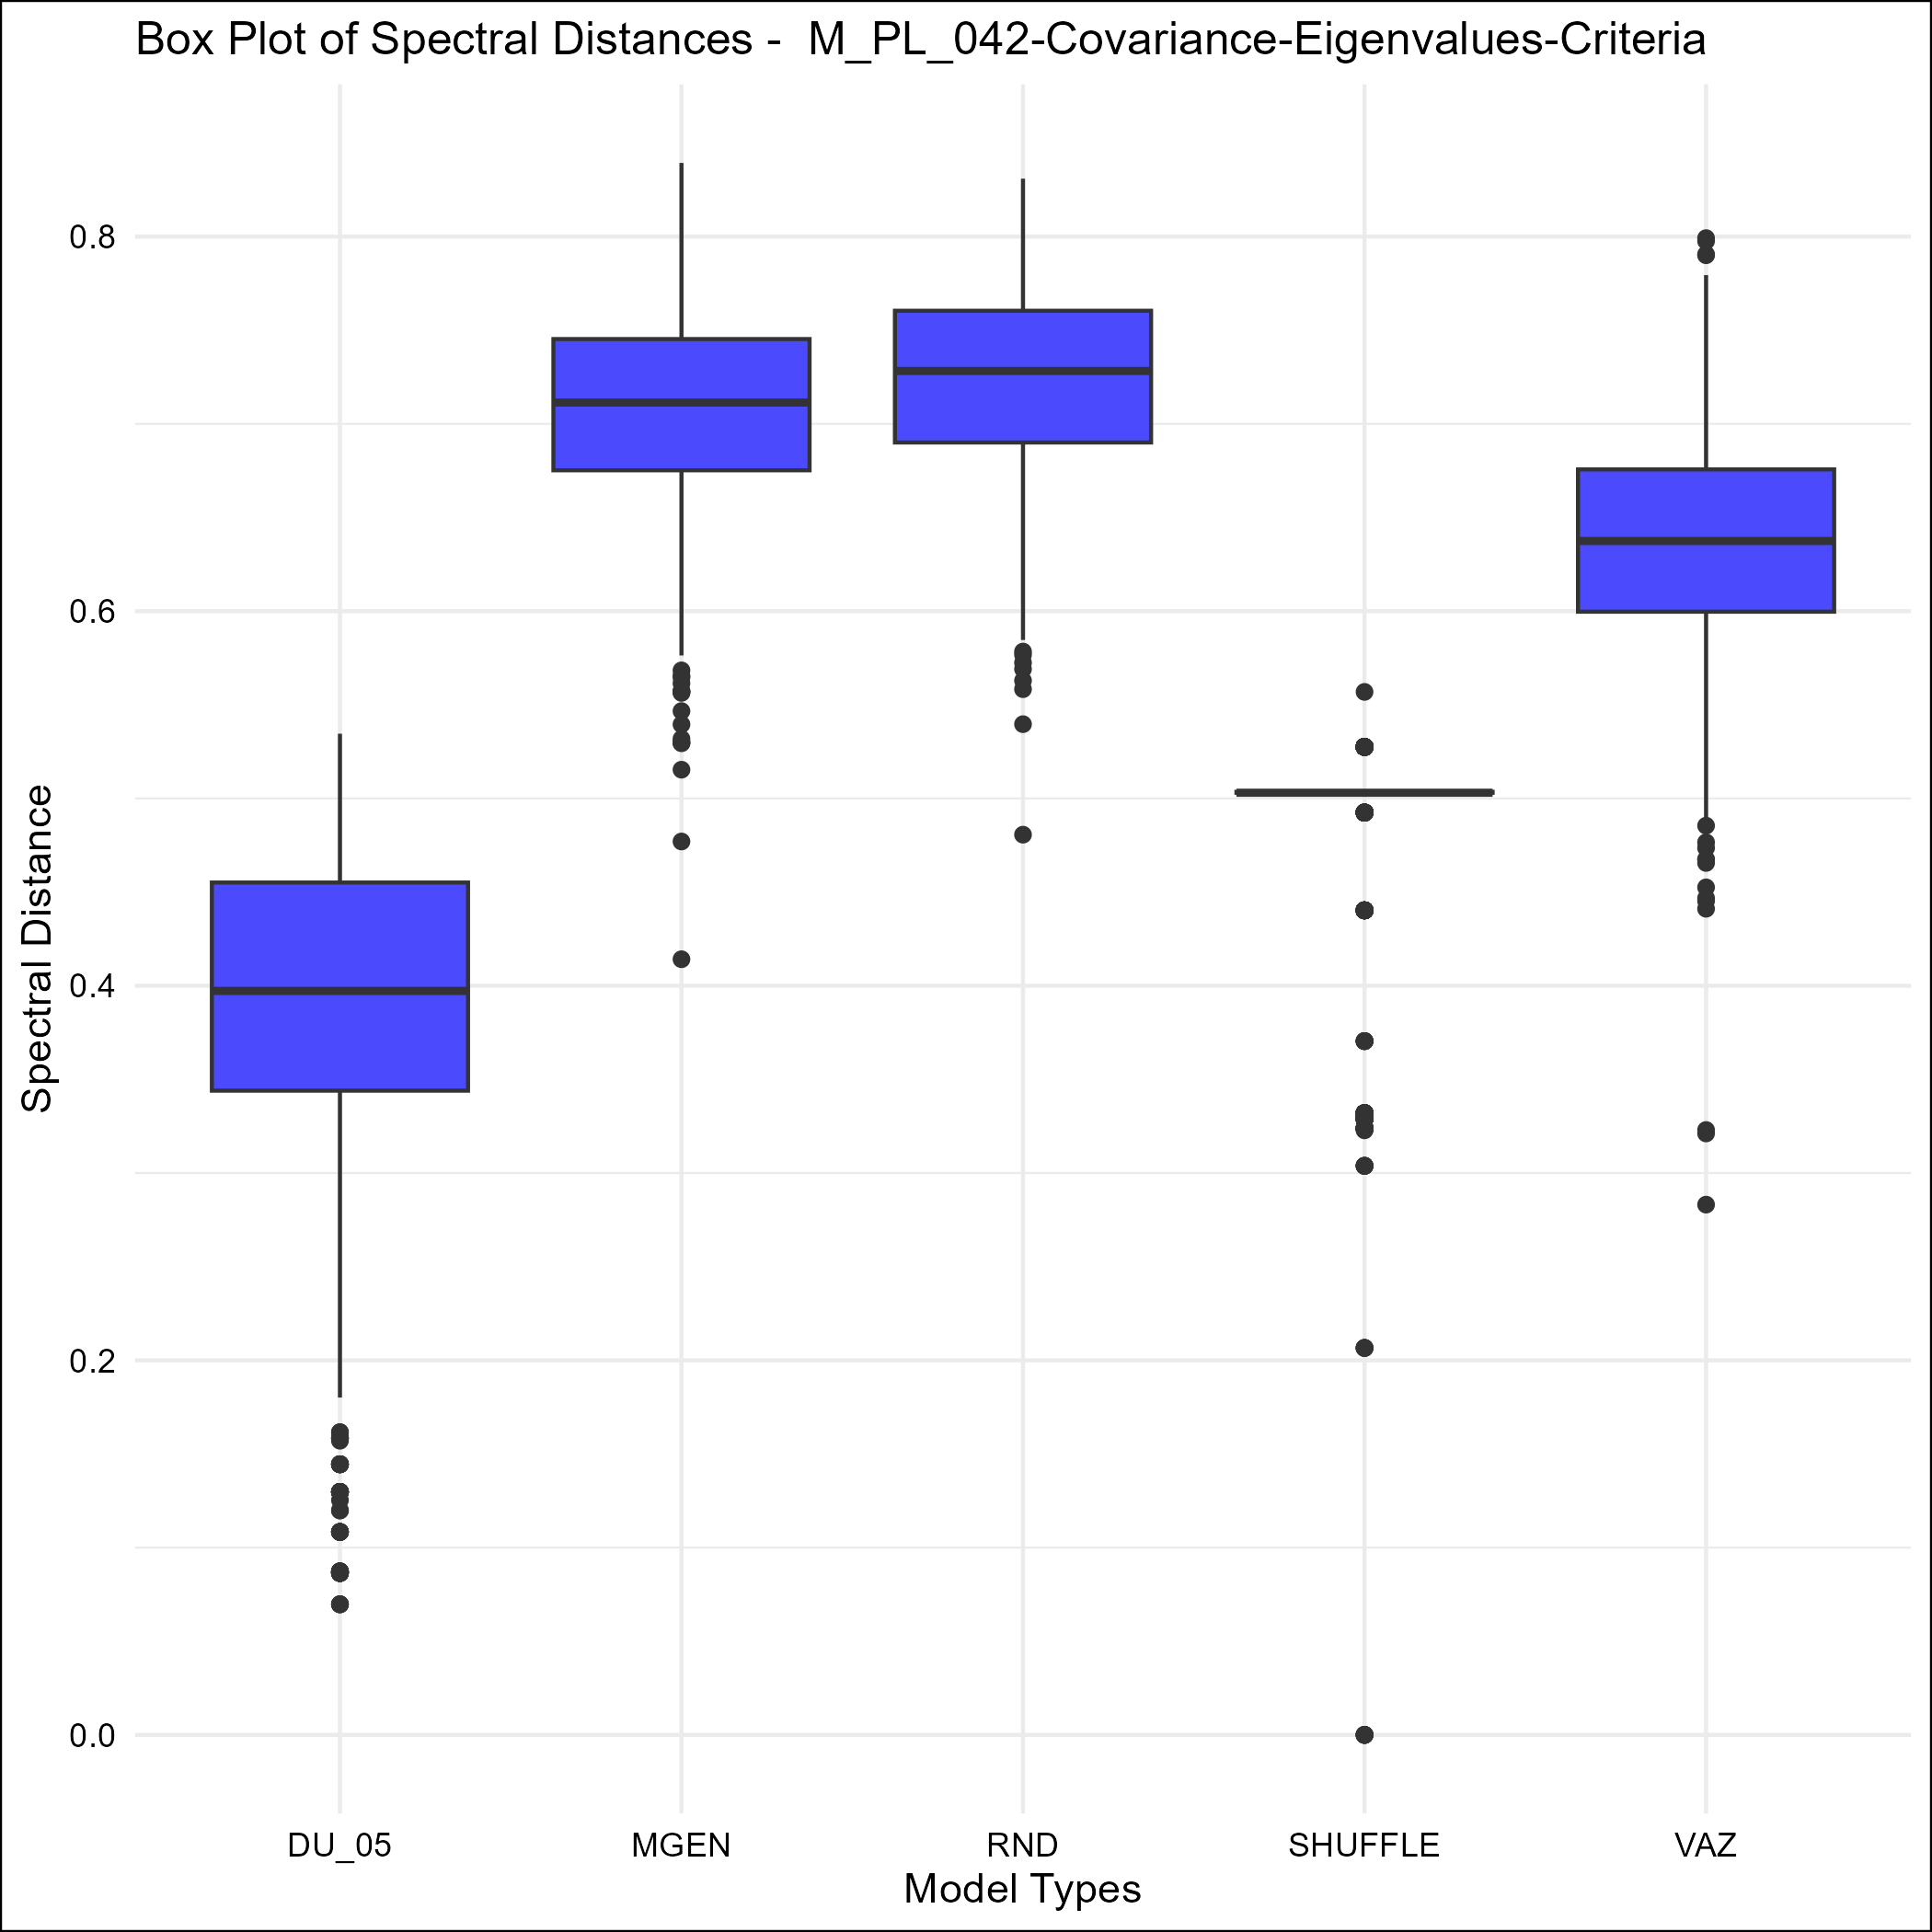 Box Plot of Spectral Distances -  M_PL_042-Covariance-Eigenvalues-Criteria
Spectral Distance
0.8
0.6
0.4
0.2
0.0
DU_05 MGEN RND SHUFFLE VAZ
Model Types